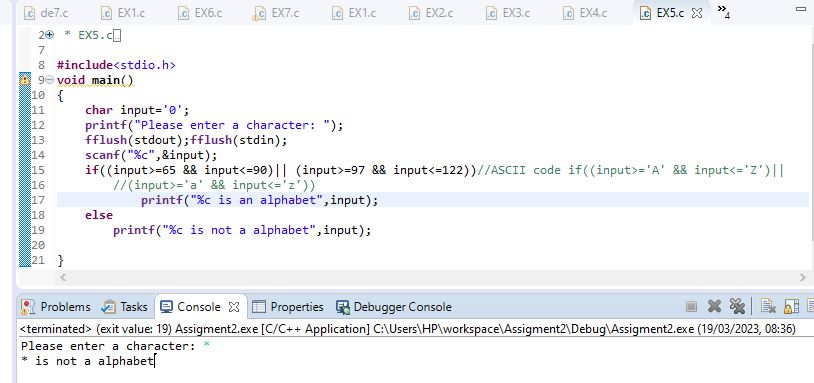 de7.c EX1.c EX6.c EX7.c EX1.c EX2.c EX3.c EX4.c EX5.c »4
2 * EX5.c
7
8 #include<stdio.h>
9 void main()
10 {
11 char input='0';
12 printf("Please enter a character: ");
13 fflush(stdout);fflush(stdin);
14 scanf("%c",&input);
15 if((input>=65 && input<=90)|| (input>=97 && input<=122))//ASCII code if((input>='A' && input<='Z')||
16 //(input>='a' && input<='z'))
17 printf("%c is an alphabet",input);
18 else
19 printf("%c is not a alphabet",input);
20
21 }
Problems Tasks Console Properties Debugger Console
<terminated> (exit value: 19) Assigment2.exe [C/C++ Application] C:\Users\HP\workspace\Assigment2\Debug\Assigment2.exe (19/03/2023, 08:36)
Please enter a character: *
* is not a alphabet